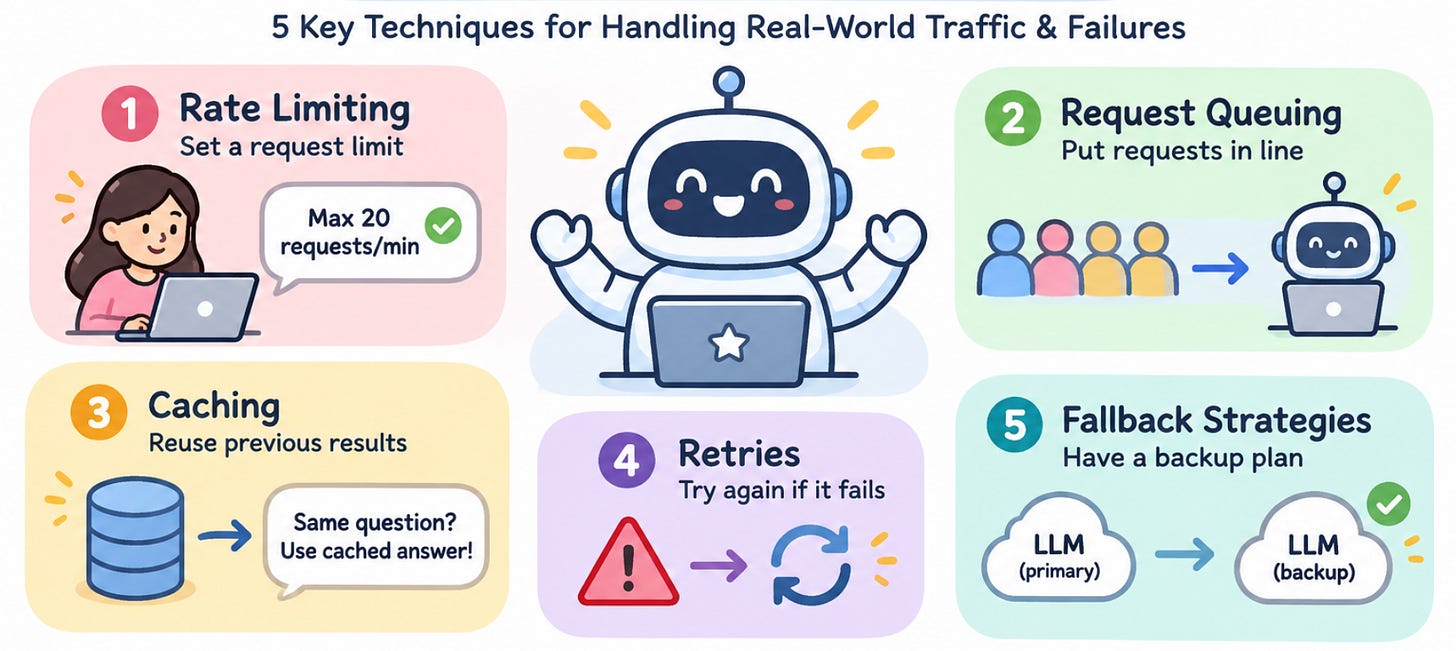 5 Key Techniques for Handling Real-World Traffic & Failures
1 Rate Limiting
Set a request limit
Max 20
requests/min
2 Request Queuing
Put requests in line
3 Caching
Reuse previous results
Same question?
Use cached answer!
4 Retries
Try again if it fails
!
5 Fallback Strategies
Have a backup plan
LLM
(primary)
LLM
(backup)